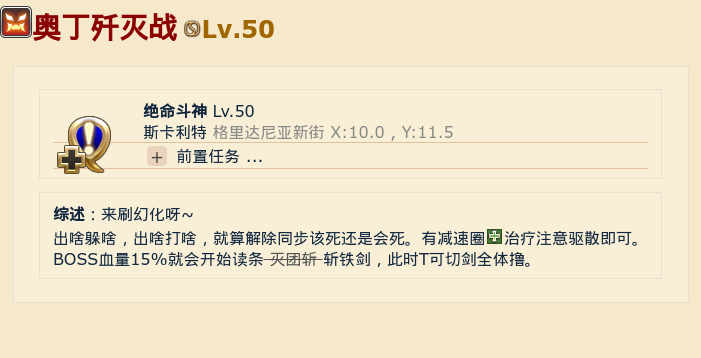 奥丁歼灭战 Lv.50
绝命斗神 Lv.50
斯卡利特 格里达尼亚新街 X:10.0 , Y:11.5
+ 前置任务 ...
综述：来刷幻化呀~
出啥躲啥，出啥打啥，就算解除同步该死还是会死。有减速圈治疗注意驱散即可。
BOSS血量15%就会开始读条 灭团斩 斩铁剑，此时T可切剑全体撸。